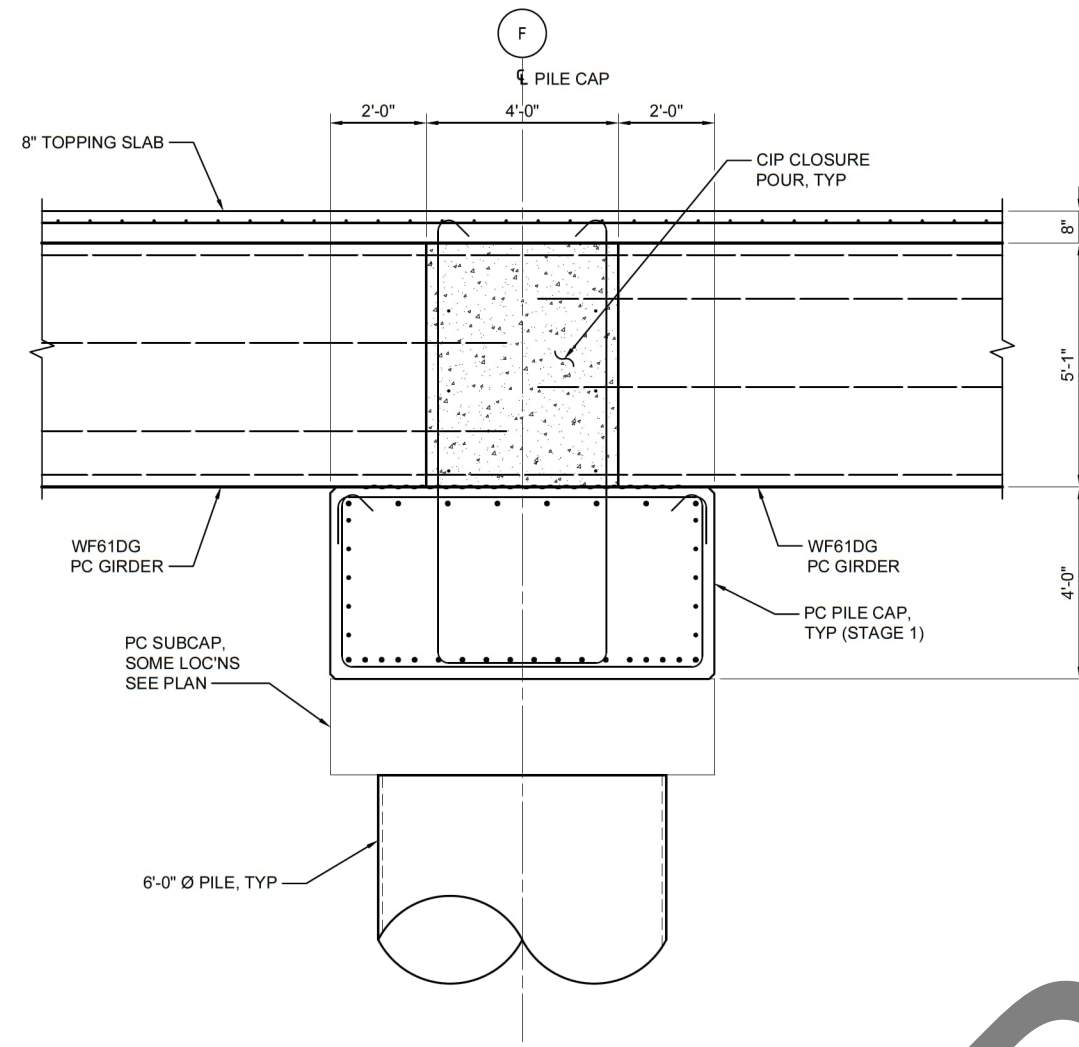 F
℄ PILE CAP
2'-0"
4'-0"
2'-0"
8" TOPPING SLAB
CIP CLOSURE
POUR, TYP
8"
5'-1"
WF61DG
PC GIRDER
WF61DG
PC GIRDER
4'-0"
PC PILE CAP,
TYP (STAGE 1)
PC SUBCAP,
SOME LOC'NS
SEE PLAN
6'-0" Ø PILE, TYP